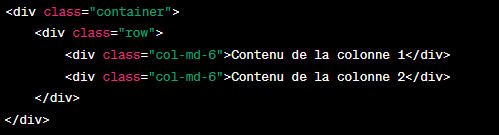 <div class="container">
    <div class="row">
        <div class="col-md-6">Contenu de la colonne 1</div>
        <div class="col-md-6">Contenu de la colonne 2</div>
    </div>
</div>